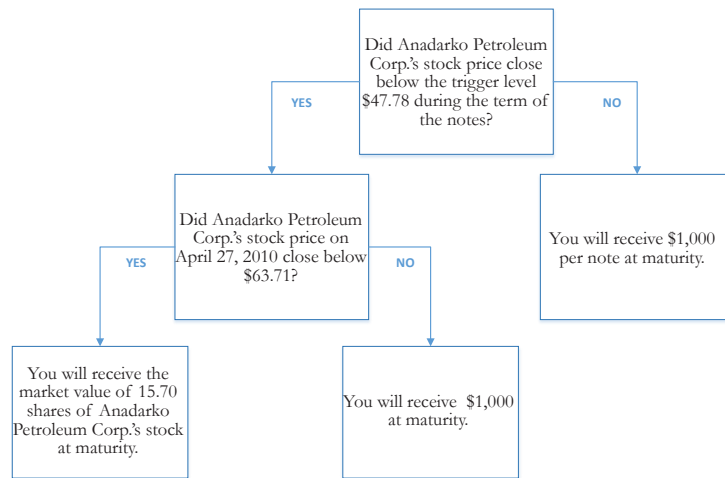 Did Anadarko Petroleum
Corp.'s stock price close
below the trigger level
$47.78 during the term of
the notes?
YES
NO
Did Anadarko Petroleum
Corp.'s stock price on
April 27, 2010 close below
$63.71?
You will receive $1,000
per note at maturity.
YES
NO
You will receive the
market value of 15.70
shares of Anadarko
Petroleum Corp.'s stock
at maturity.
You will receive $1,000
at maturity.